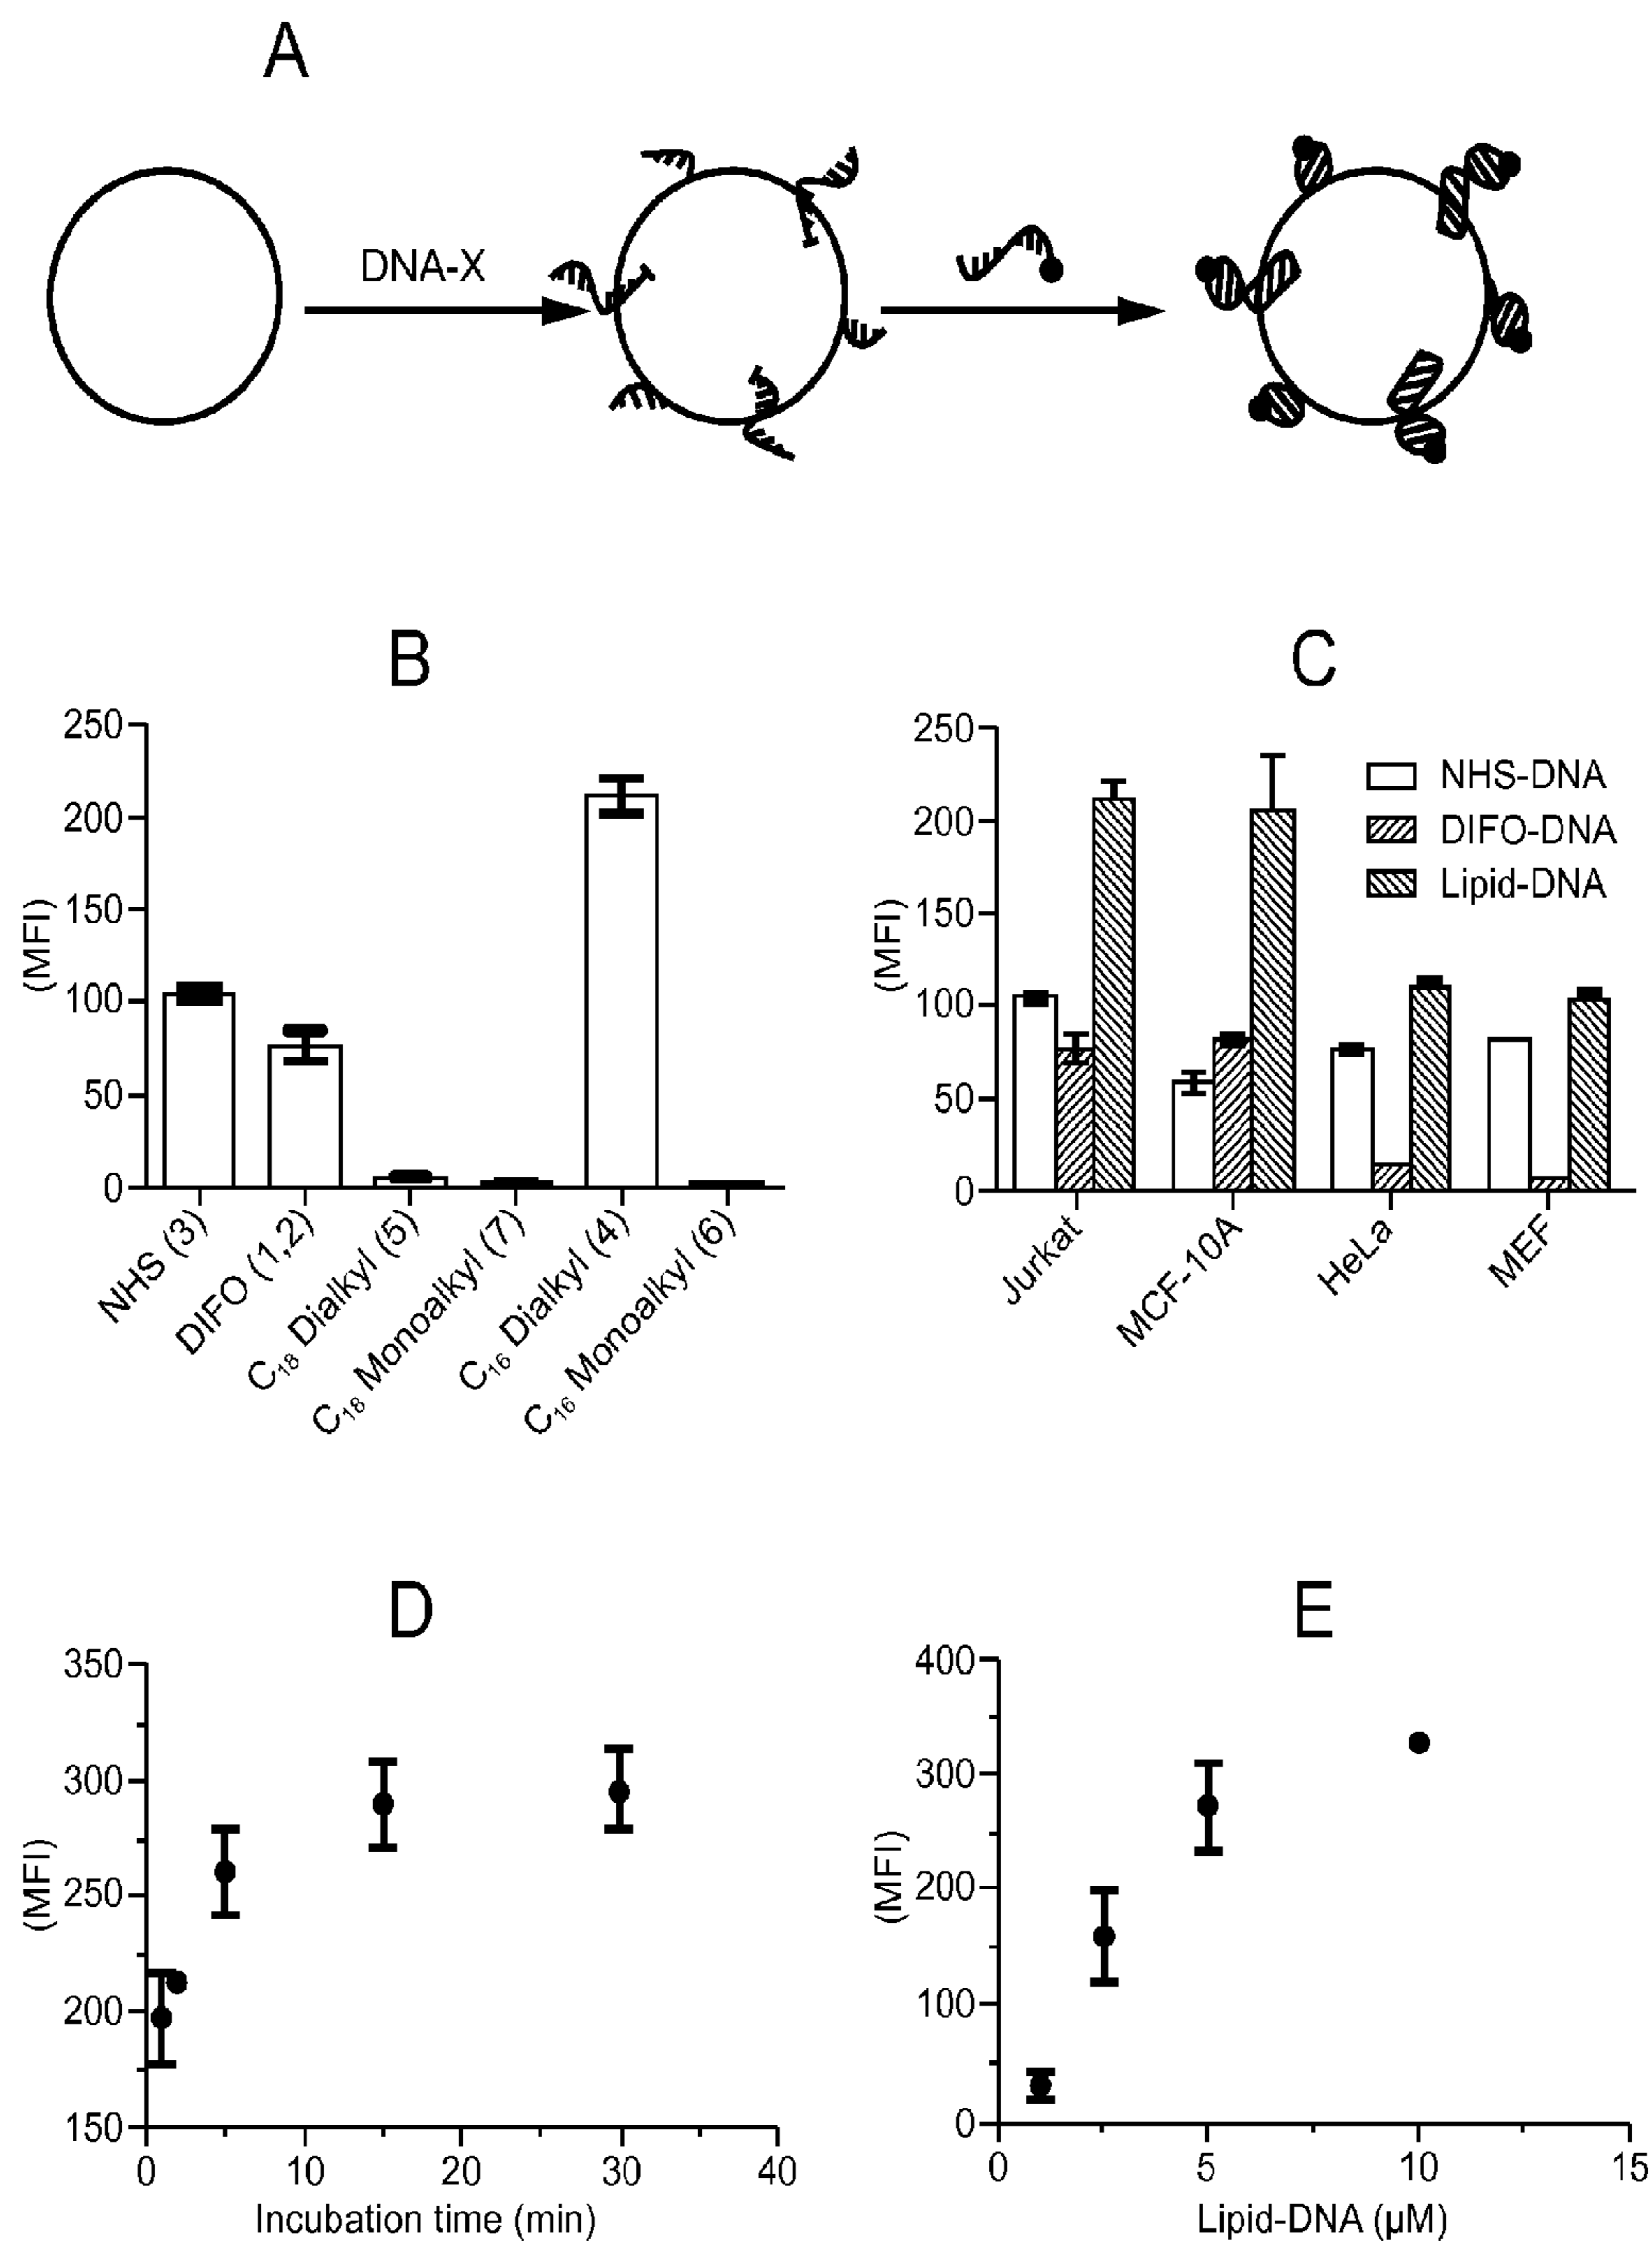 A
DNA-X
B
250
200
150
100
50
0
(MFI)
NHS (3)
DIFO (1,2)
C18 Dialkyl (5)
C18 Monoalkyl (7)
C16 Dialkyl (4)
C16 Monoalkyl (6)
C
250
200
150
100
50
0
(MFI)
NHS-DNA
DIFO-DNA
Lipid-DNA
Jurkat
MCF-10A
HeLa
MEF
D
350
300
250
200
150
(MFI)
0 10 20 30 40
Incubation time (min)
E
400
300
200
100
0
(MFI)
0 5 10 15
Lipid-DNA (µM)